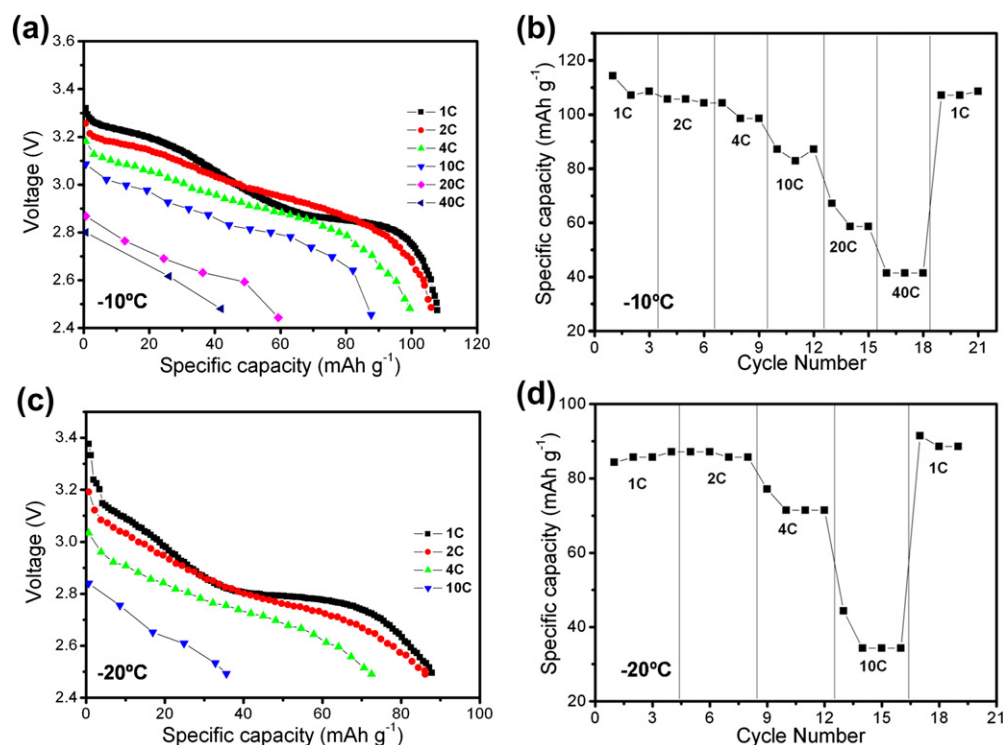 (a)
3.6
3.4
3.2
3.0
2.8
2.6
2.4
Voltage (V)
1C
2C
4C
10C
20C
40C
-10ºC
0 20 40 60 80 100 120
Specific capacity (mAh g⁻¹)
(b)
120
100
80
60
40
20
Specific capacity (mAh g⁻¹)
1C
2C
4C
10C
20C
40C
1C
-10ºC
0 3 6 9 12 15 18 21
Cycle Number
(c)
3.4
3.2
3.0
2.8
2.6
2.4
Voltage (V)
1C
2C
4C
10C
-20ºC
0 20 40 60 80 100
Specific capacity (mAh g⁻¹)
(d)
100
80
60
40
20
Specific capacity (mAh g⁻¹)
1C
2C
4C
10C
1C
-20ºC
0 3 6 9 12 15 18 21
Cycle Number